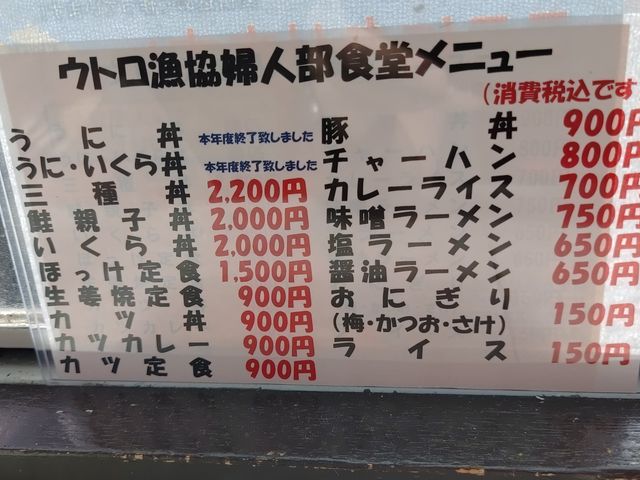 ウトロ漁協婦人部食堂メニュー
(消費税込です
うに丼 本年度終了致しました
うに・いくら丼 本年度終了致しました
三種丼 2,200円
鮭親子丼 2,000円
いくら丼 2,000円
ほっけ定食 1,500円
生姜焼定食 900円
カツ丼 900円
カツカレー 900円
カツ定食 900円
豚丼 900円
チャーハン 800円
カレーライス 700円
味噌ラーメン 750円
塩ラーメン 650円
醤油ラーメン 650円
おにぎり 150円
(梅・かつお・さけ)
ライス 150円